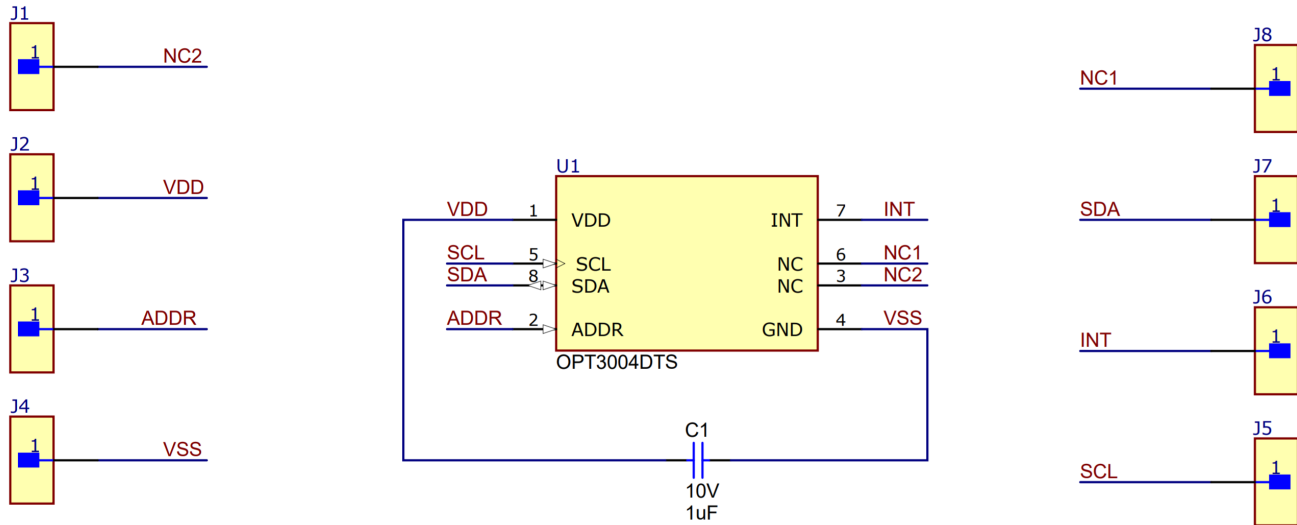 J1
1
NC2
J2
1
VDD
J3
1
ADDR
J4
1
VSS
U1
VDD 1 VDD
SCL 5 SCL
SDA 8 SDA
ADDR 2 ADDR
INT 7 INT
NC 6 NC1
NC 3 NC2
GND 4 VSS
OPT3004DTS
C1
10V
1uF
J8
NC1
1
J7
SDA
1
J6
INT
1
J5
SCL
1